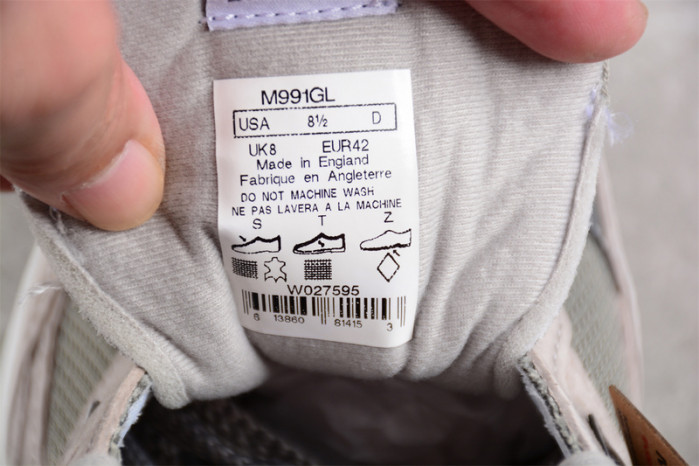 M991GL
USA 8½ D
UK8 EUR42
Made in England
Fabrique en Angleterre
DO NOT MACHINE WASH
NE PAS LAVERA A LA MACHINE
S T Z
W027595
6 13860 81415 3